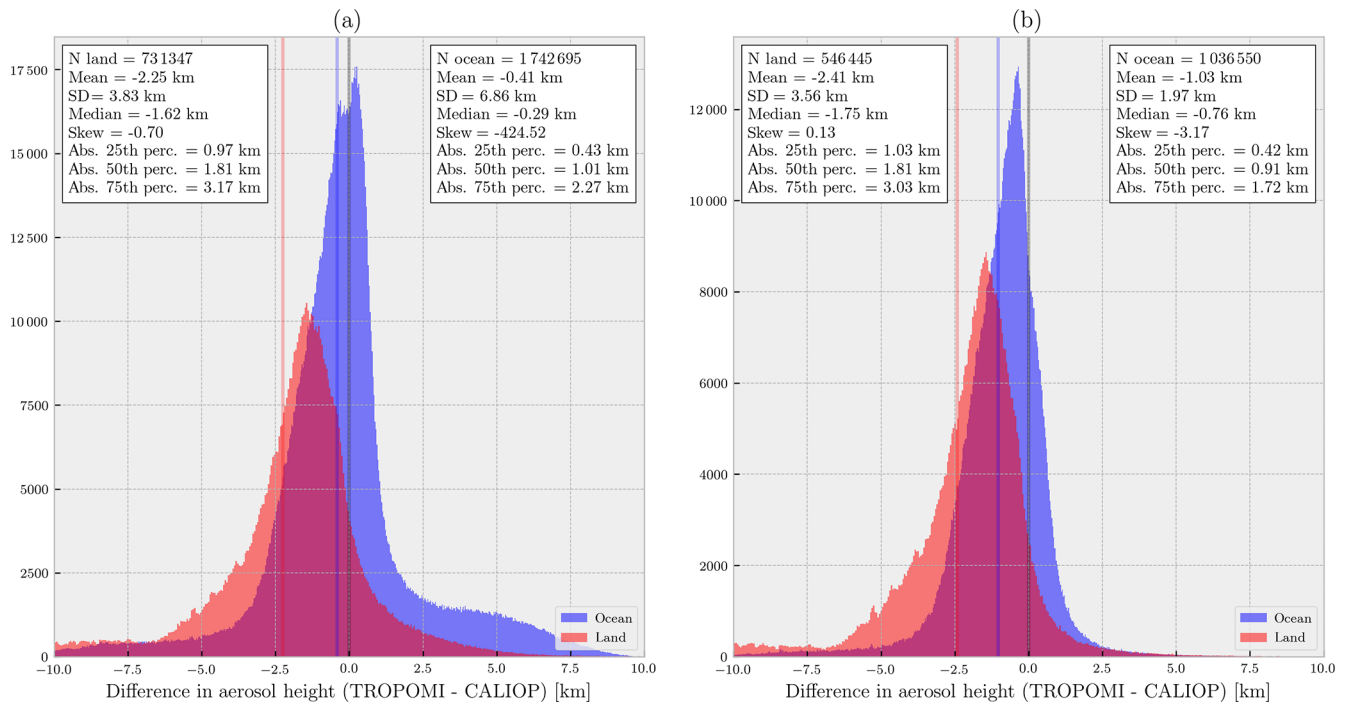 (a)
N land = 731347
Mean = -2.25 km
SD = 3.83 km
Median = -1.62 km
Skew = -0.70
Abs. 25th perc. = 0.97 km
Abs. 50th perc. = 1.81 km
Abs. 75th perc. = 3.17 km
N ocean = 1742695
Mean = -0.41 km
SD = 6.86 km
Median = -0.29 km
Skew = -424.52
Abs. 25th perc. = 0.43 km
Abs. 50th perc. = 1.01 km
Abs. 75th perc. = 2.27 km
17500
15000
12500
10000
7500
5000
2500
0
Ocean
Land
−10.0 −7.5 −5.0 −2.5 0.0 2.5 5.0 7.5 10.0
Difference in aerosol height (TROPOMI - CALIOP) [km]
(b)
N land = 546445
Mean = -2.41 km
SD = 3.56 km
Median = -1.75 km
Skew = 0.13
Abs. 25th perc. = 1.03 km
Abs. 50th perc. = 1.81 km
Abs. 75th perc. = 3.03 km
N ocean = 1036550
Mean = -1.03 km
SD = 1.97 km
Median = -0.76 km
Skew = -3.17
Abs. 25th perc. = 0.42 km
Abs. 50th perc. = 0.91 km
Abs. 75th perc. = 1.72 km
12000
10000
8000
6000
4000
2000
0
Ocean
Land
−10.0 −7.5 −5.0 −2.5 0.0 2.5 5.0 7.5 10.0
Difference in aerosol height (TROPOMI - CALIOP) [km]